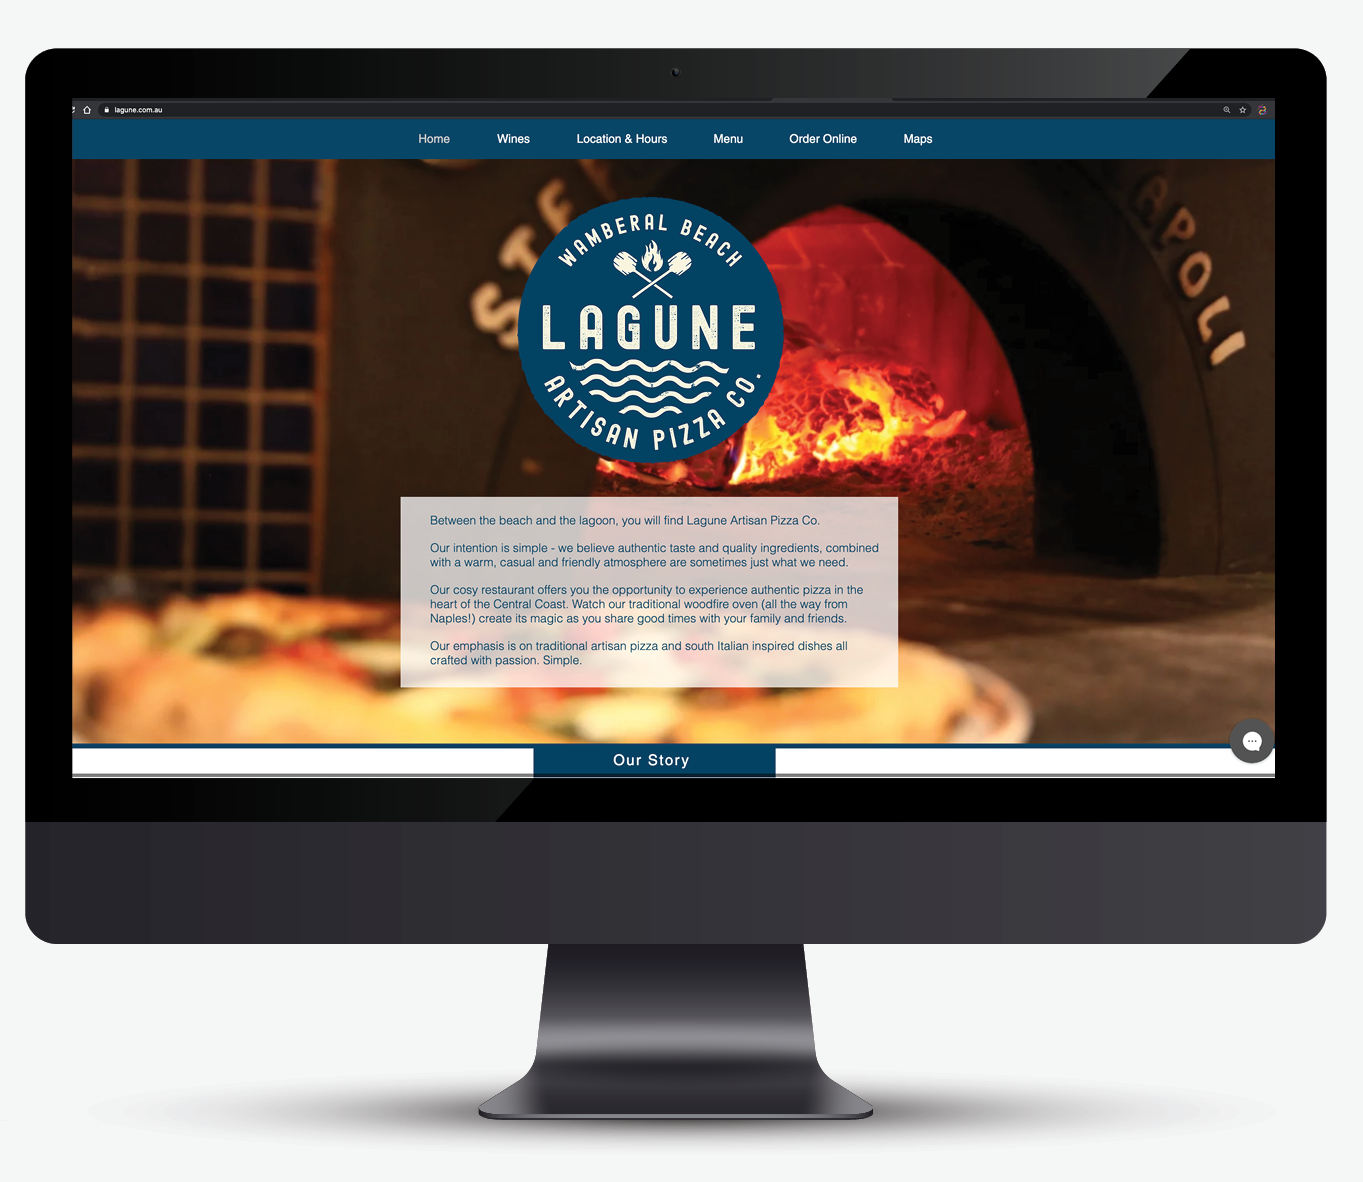 lagune.com.au
Home Wines Location & Hours Menu Order Online Maps
STE
APOLI
WAMBERAL BEACH
LAGUNE
ARTISAN PIZZA CO.
Between the beach and the lagoon, you will find Lagune Artisan Pizza Co.
Our intention is simple - we believe authentic taste and quality ingredients, combined
with a warm, casual and friendly atmosphere are sometimes just what we need.
Our cosy restaurant offers you the opportunity to experience authentic pizza in the
heart of the Central Coast. Watch our traditional woodfire oven (all the way from
Naples!) create its magic as you share good times with your family and friends.
Our emphasis is on traditional artisan pizza and south Italian inspired dishes all
crafted with passion. Simple.
Our Story